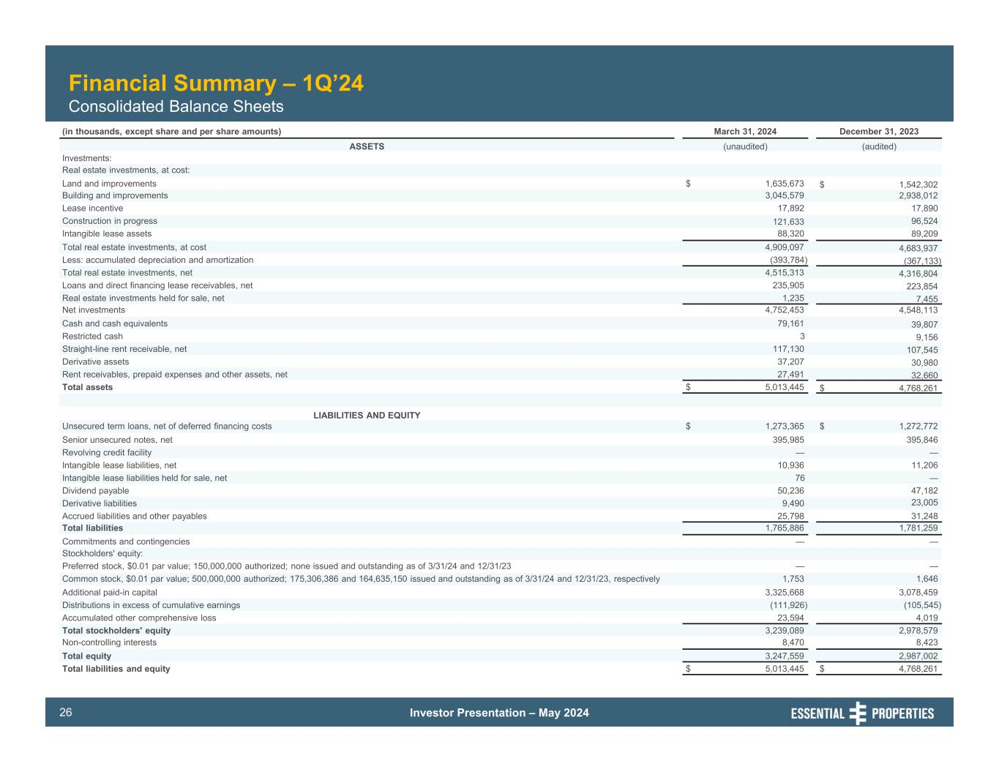 Financial Summary – 1Q’24
Consolidated Balance Sheets
(in thousands, except share and per share amounts) March 31, 2024 December 31, 2023
ASSETS (unaudited) (audited)
Investments:
Real estate investments, at cost:
Land and improvements $ 1,635,673 $ 1,542,302
Building and improvements 3,045,579 2,938,012
Lease incentive 17,892 17,890
Construction in progress 121,633 96,524
Intangible lease assets 88,320 89,209
Total real estate investments, at cost 4,909,097 4,683,937
Less: accumulated depreciation and amortization (393,784) (367,133)
Total real estate investments, net 4,515,313 4,316,804
Loans and direct financing lease receivables, net 235,905 223,854
Real estate investments held for sale, net 1,235 7,455
Net investments 4,752,453 4,548,113
Cash and cash equivalents 79,161 39,807
Restricted cash 3 9,156
Straight-line rent receivable, net 117,130 107,545
Derivative assets 37,207 30,980
Rent receivables, prepaid expenses and other assets, net 27,491 32,660
Total assets $ 5,013,445 $ 4,768,261
LIABILITIES AND EQUITY
Unsecured term loans, net of deferred financing costs $ 1,273,365 $ 1,272,772
Senior unsecured notes, net 395,985 395,846
Revolving credit facility — —
Intangible lease liabilities, net 10,936 11,206
Intangible lease liabilities held for sale, net 76 —
Dividend payable 50,236 47,182
Derivative liabilities 9,490 23,005
Accrued liabilities and other payables 25,798 31,248
Total liabilities 1,765,886 1,781,259
Commitments and contingencies — —
Stockholders' equity:
Preferred stock, $0.01 par value; 150,000,000 authorized; none issued and outstanding as of 3/31/24 and 12/31/23 — —
Common stock, $0.01 par value; 500,000,000 authorized; 175,306,386 and 164,635,150 issued and outstanding as of 3/31/24 and 12/31/23, respectively 1,753 1,646
Additional paid-in capital 3,325,668 3,078,459
Distributions in excess of cumulative earnings (111,926) (105,545)
Accumulated other comprehensive loss 23,594 4,019
Total stockholders' equity 3,239,089 2,978,579
Non-controlling interests 8,470 8,423
Total equity 3,247,559 2,987,002
Total liabilities and equity $ 5,013,445 $ 4,768,261
26 Investor Presentation – May 2024 ESSENTIAL PROPERTIES